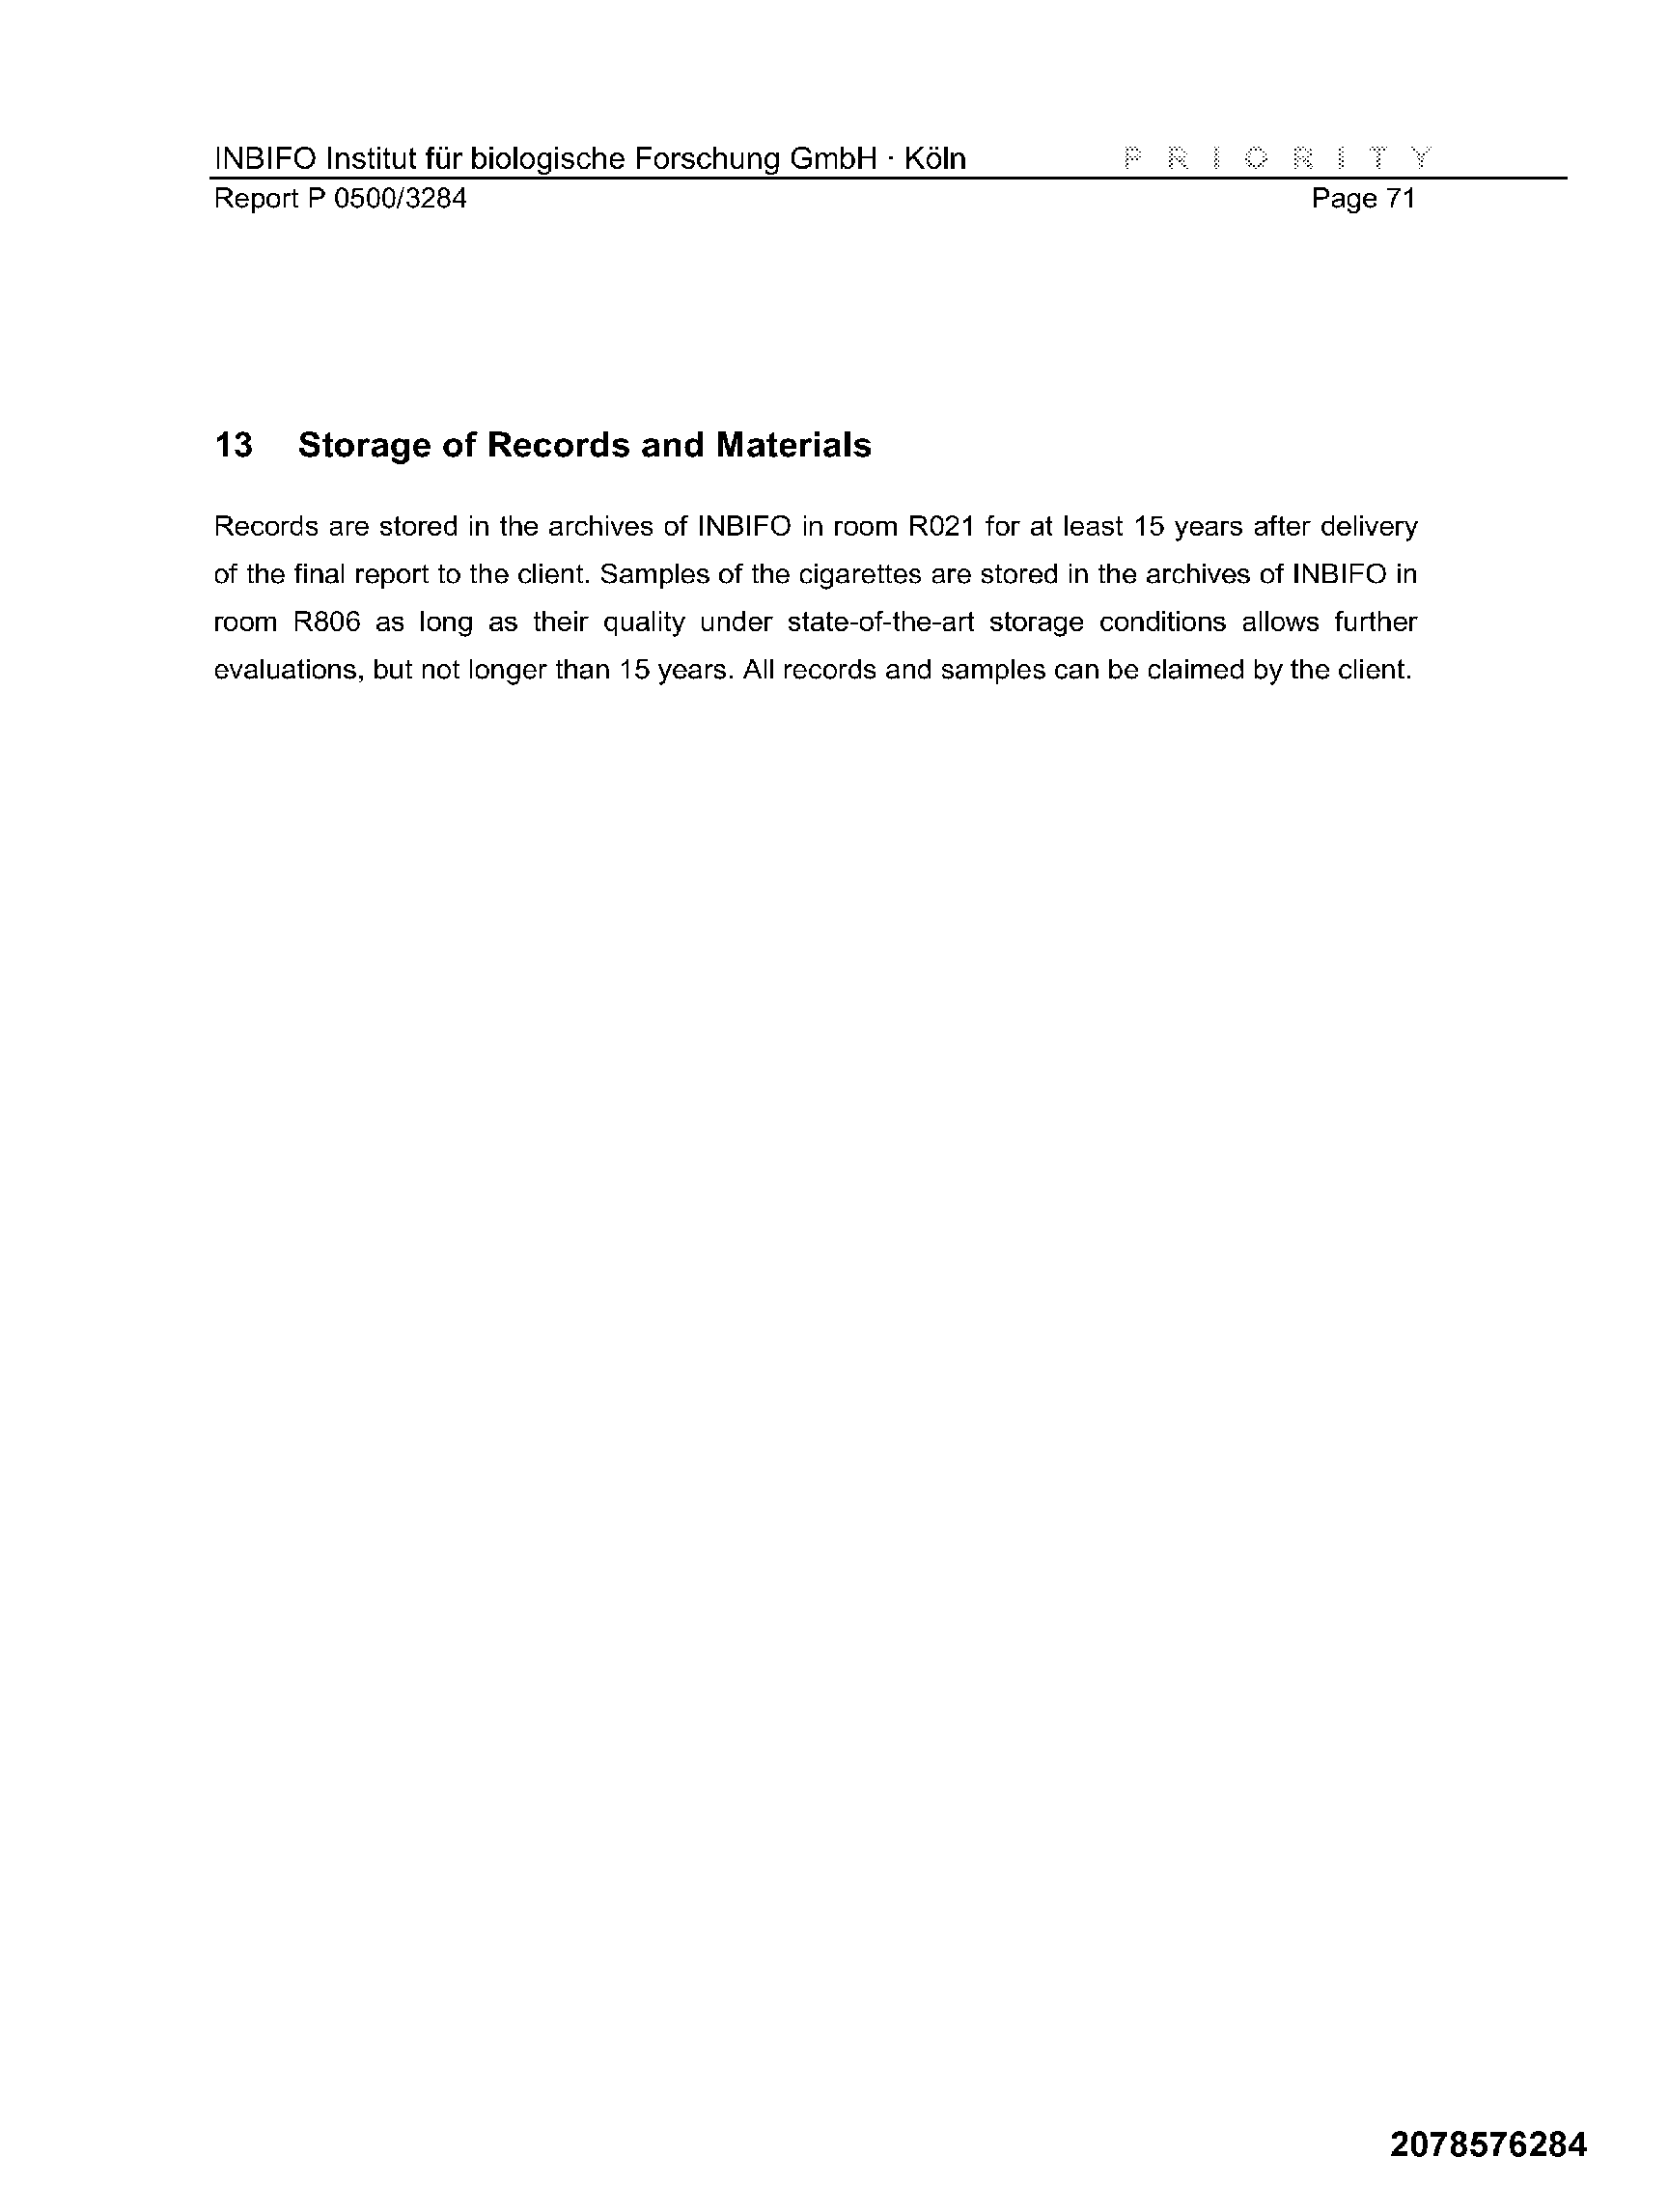 INBIFO Institut für biologische Forschung GmbH · Köln P R I O R I T Y
Report P 0500/3284 Page 71
13 Storage of Records and Materials
Records are stored in the archives of INBIFO in room R021 for at least 15 years after delivery
of the final report to the client. Samples of the cigarettes are stored in the archives of INBIFO in
room R806 as long as their quality under state-of-the-art storage conditions allows further
evaluations, but not longer than 15 years. All records and samples can be claimed by the client.
2078576284